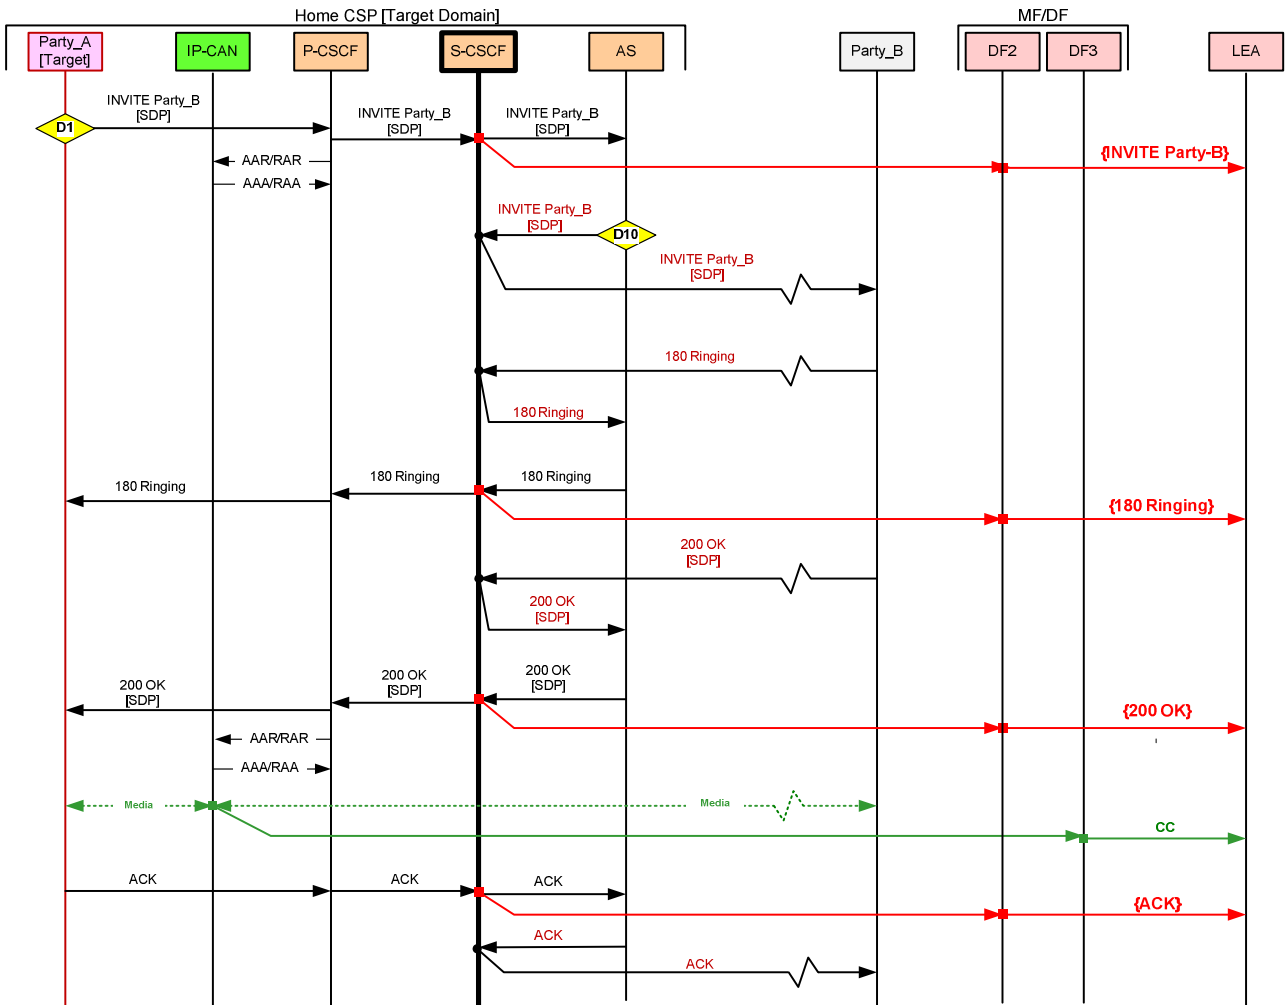 Home CSP [Target Domain]
MF/DF
Party_A
[Target]
IP-CAN
P-CSCF
S-CSCF
AS
Party_B
DF2
DF3
LEA
D1
INVITE Party_B
[SDP]
INVITE Party_B
[SDP]
INVITE Party_B
[SDP]
{INVITE Party-B}
AAR/RAR
AAA/RAA
INVITE Party_B
[SDP]
D10
INVITE Party_B
[SDP]
180 Ringing
180 Ringing
180 Ringing
180 Ringing
180 Ringing
{180 Ringing}
200 OK
[SDP]
200 OK
[SDP]
200 OK
[SDP]
200 OK
[SDP]
200 OK
[SDP]
{200 OK}
AAR/RAR
AAA/RAA
Media
Media
CC
ACK
ACK
ACK
{ACK}
ACK
ACK